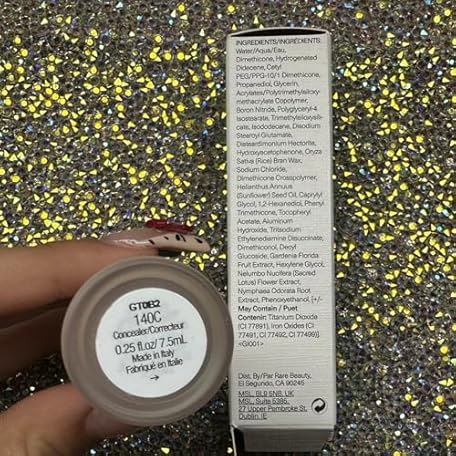 INGREDIENTS/INGRÉDIENTS:
Water/Aqua/Eau,
Dimethicone, Hydrogenated
Didecene, Cetyl
PEG/PPG-10/1 Dimethicone,
Propanediol, Glycerin,
Acrylates/Polytrimethylsiloxy-
methacrylate Copolymer,
Boron Nitride, Polyglyceryl-4
Isostearate, Trimethylsiloxysili-
cate, Isododecane, Disodium
Stearoyl Glutamate,
Disteardimonium Hectorite,
Hydroxyacetophenone, Oryza
Sativa (Rice) Bran Wax,
Sodium Chloride,
Dimethicone Crosspolymer,
Helianthus Annuus
(Sunflower) Seed Oil, Caprylyl
Glycol, 1,2-Hexanediol, Phenyl
Trimethicone, Tocopheryl
Acetate, Aluminum
Hydroxide, Trisodium
Ethylenediamine Disuccinate,
Dimethiconol, Decyl
Glucoside, Gardenia Florida
Fruit Extract, Hexylene Glycol,
Nelumbo Nucifera (Sacred
Lotus) Flower Extract,
Nymphaea Odorata Root
Extract, Phenoxyethanol, [+/-
May Contain / Peut
Contenir: Titanium Dioxide
(CI 77891), Iron Oxides (CI
77491, CI 77492, CI 77499)]
<GI001>
Dist. By/Par Rare Beauty,
El Segundo, CA 90245
MSL, BL9 5BN, UK
MSL, Suite 5385,
27 Upper Pembroke St.
Dublin, IE
140C
Concealer/Correcteur
0.25 fl.oz/ 7.5mL
Made in Italy
Fabriqué en Italie